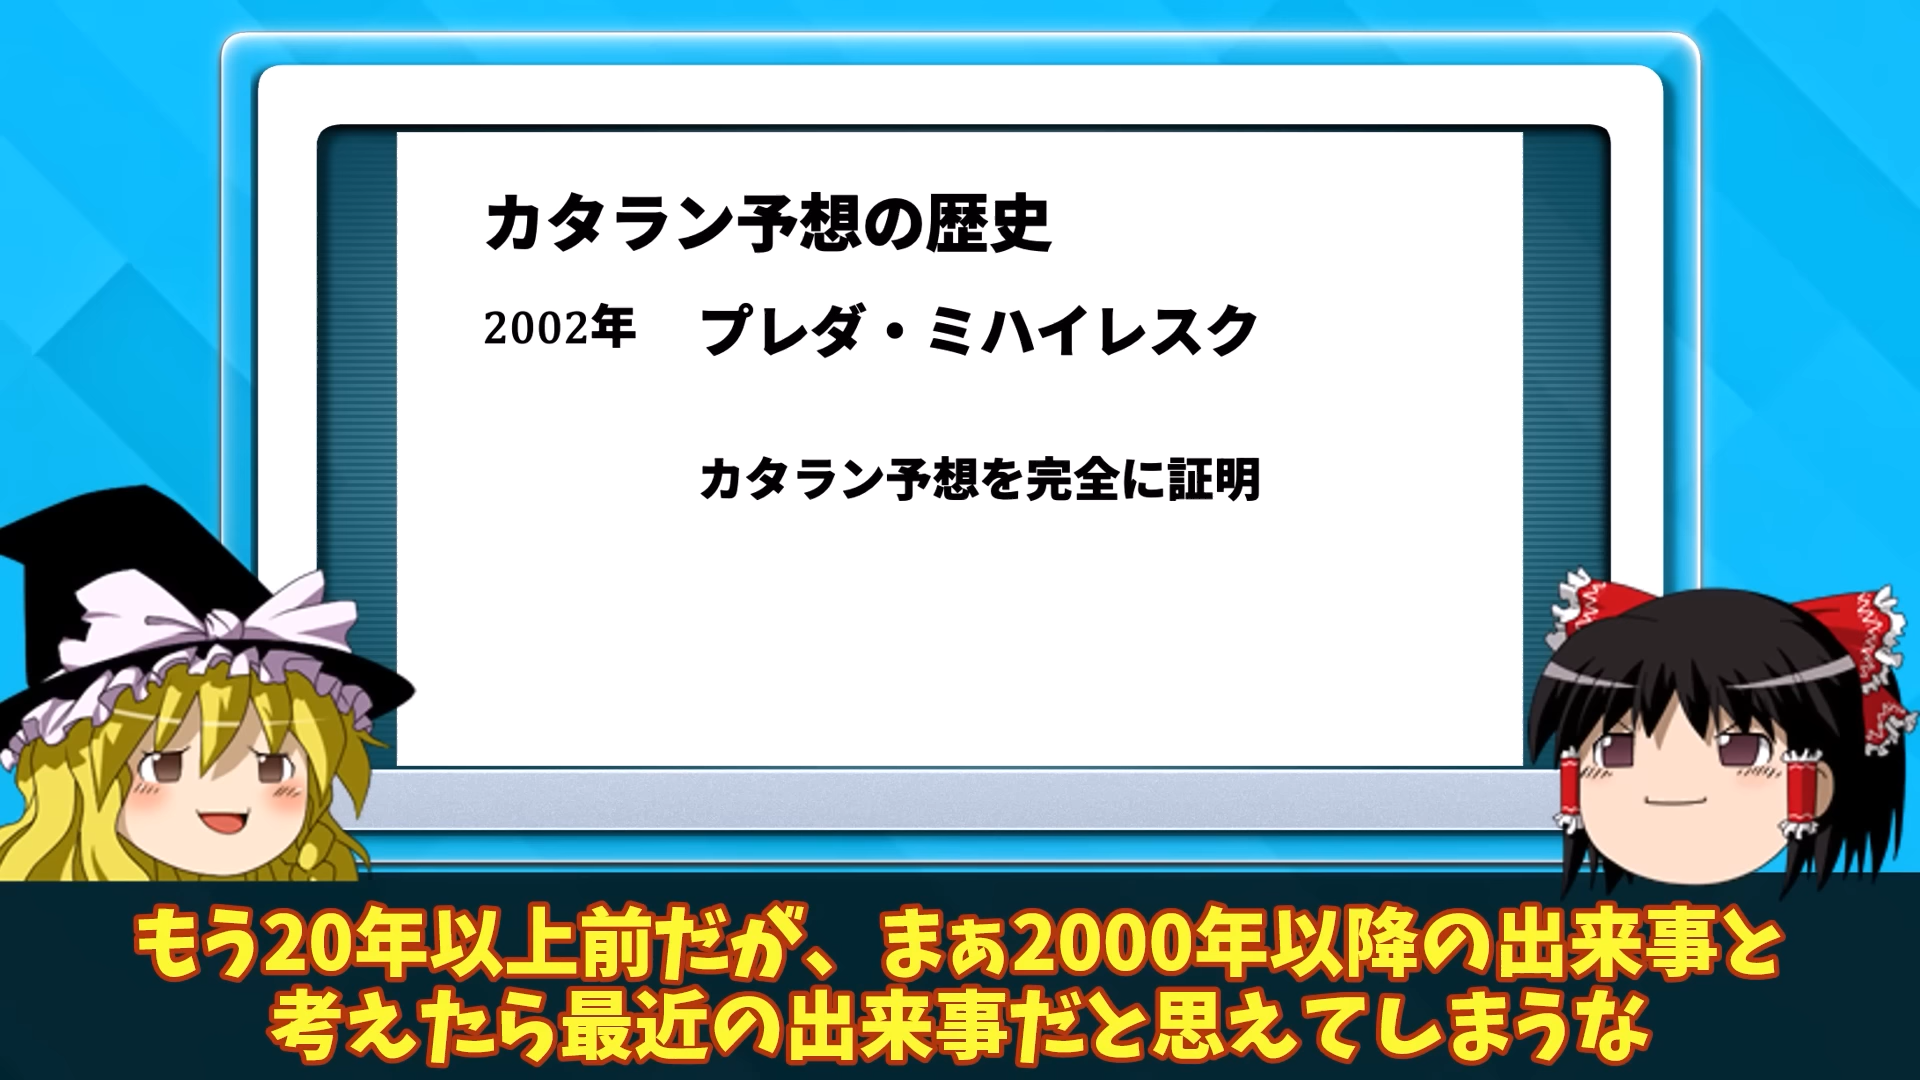 カタラン予想の歴史
2002年 プレダ・ミハイレスク
カタラン予想を完全に証明
もう20年以上前だが、まぁ2000年以降の出来事と
考えたら最近の出来事だと思えてしまうな